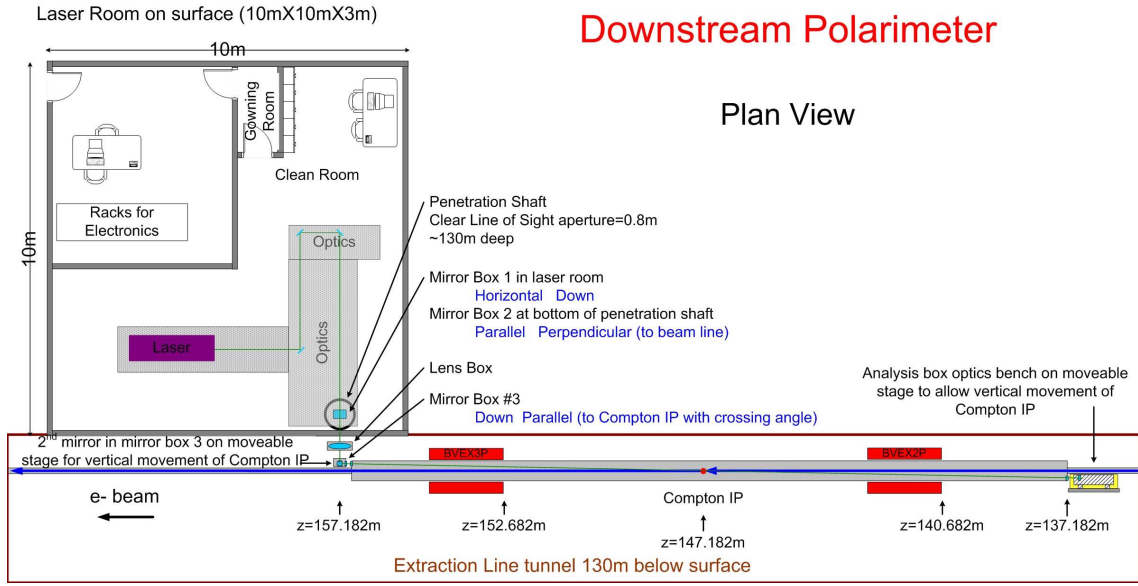 Laser Room on surface (10mX10mX3m)
Downstream Polarimeter
10m
Plan View
Gowning
Room
Clean Room
Racks for
Electronics
10m
Penetration Shaft
Clear Line of Sight aperture=0.8m
~130m deep
Optics
Mirror Box 1 in laser room
Horizontal Down
Mirror Box 2 at bottom of penetration shaft
Parallel Perpendicular (to beam line)
Laser
Optics
Lens Box
Mirror Box #3
Down Parallel (to Compton IP with crossing angle)
Analysis box optics bench on moveable
stage to allow vertical movement of
Compton IP
2nd mirror in mirror box 3 on moveable
stage for vertical movement of Compton IP
BVEX3P
BVEX2P
e- beam
Compton IP
z=157.182m
z=152.682m
z=147.182m
z=140.682m
z=137.182m
Extraction Line tunnel 130m below surface